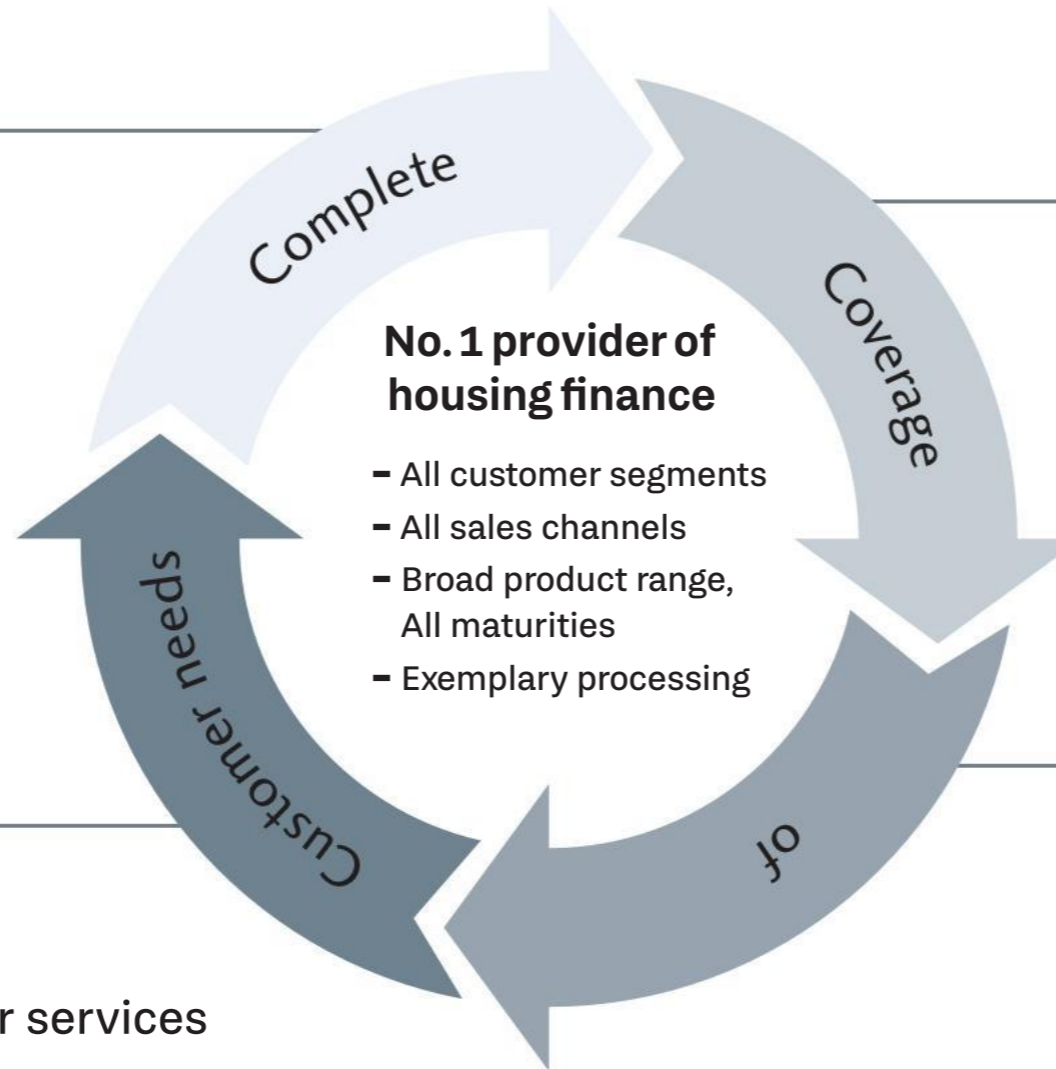 Complete
Coverage
of
Customer needs
No. 1 provider of
housing finance
- All customer segments
- All sales channels
- Broad product range,
All maturities
- Exemplary processing
services